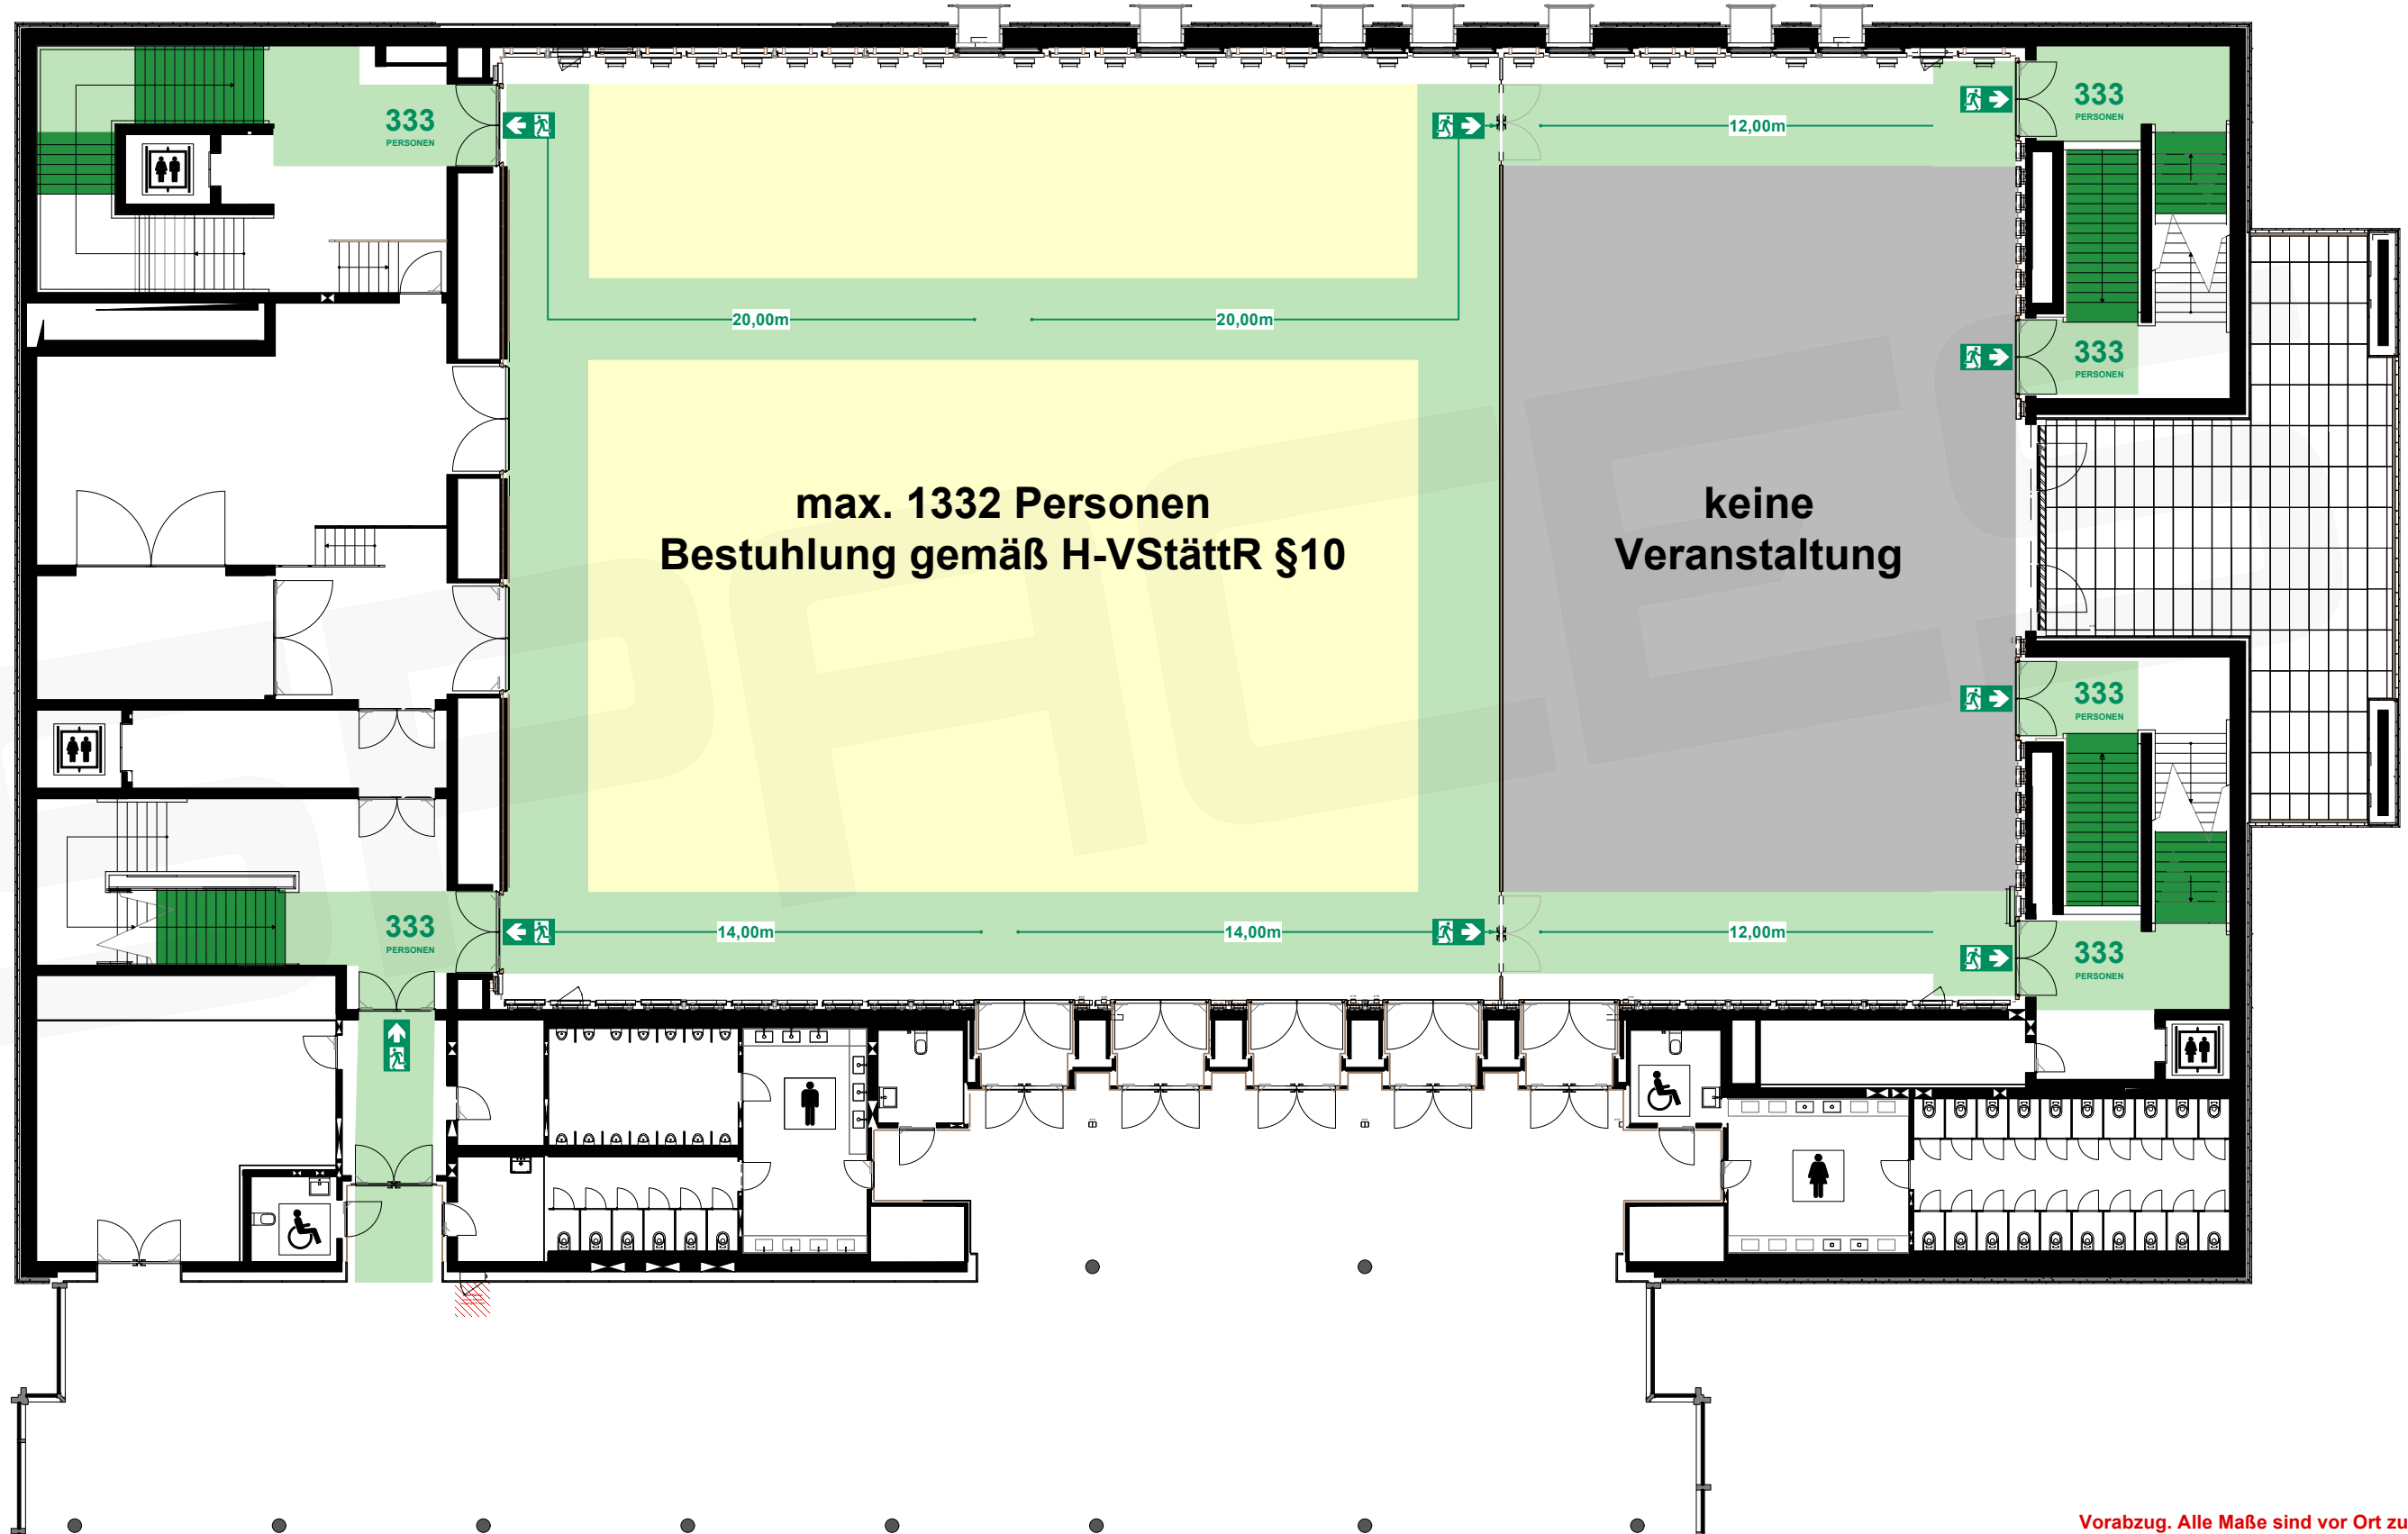 333
PERSONEN
333
PERSONEN
12,00m
20,00m
20,00m
333
PERSONEN
max. 1332 Personen
Bestuhlung gemäß H-VStättR §10
keine
Veranstaltung
333
PERSONEN
333
PERSONEN
14,00m
14,00m
12,00m
333
PERSONEN
SPACES
Vorabzug. Alle Maße sind vor Ort zu